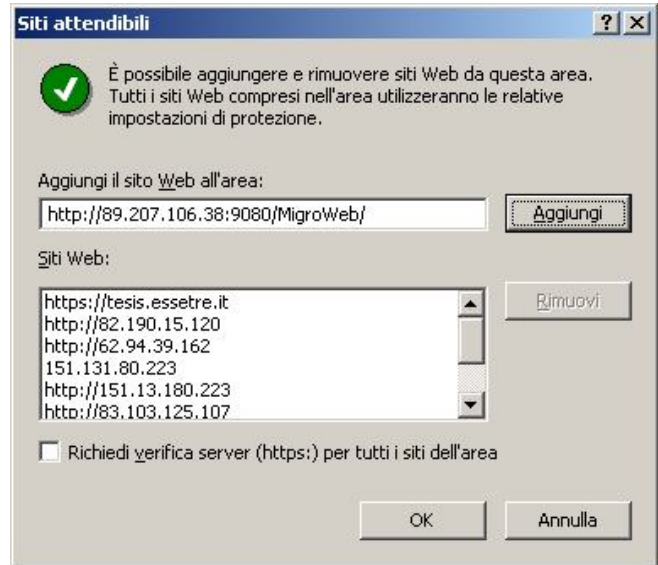 Siti attendibili
È possibile aggiungere e rimuovere siti Web da questa area.
Tutti i siti Web compresi nell'area utilizzeranno le relative
impostazioni di protezione.
Aggiungi il sito Web all'area:
http://89.207.106.38:9080/MigroWeb/
Aggiungi
Siti Web:
https://tesis.essetre.it
http://82.190.15.120
http://62.94.39.162
151.131.80.223
http://151.13.180.223
http://83.103.125.107
Rimuovi
Richiedi verifica server (https:) per tutti i siti dell'area
OK
Annulla